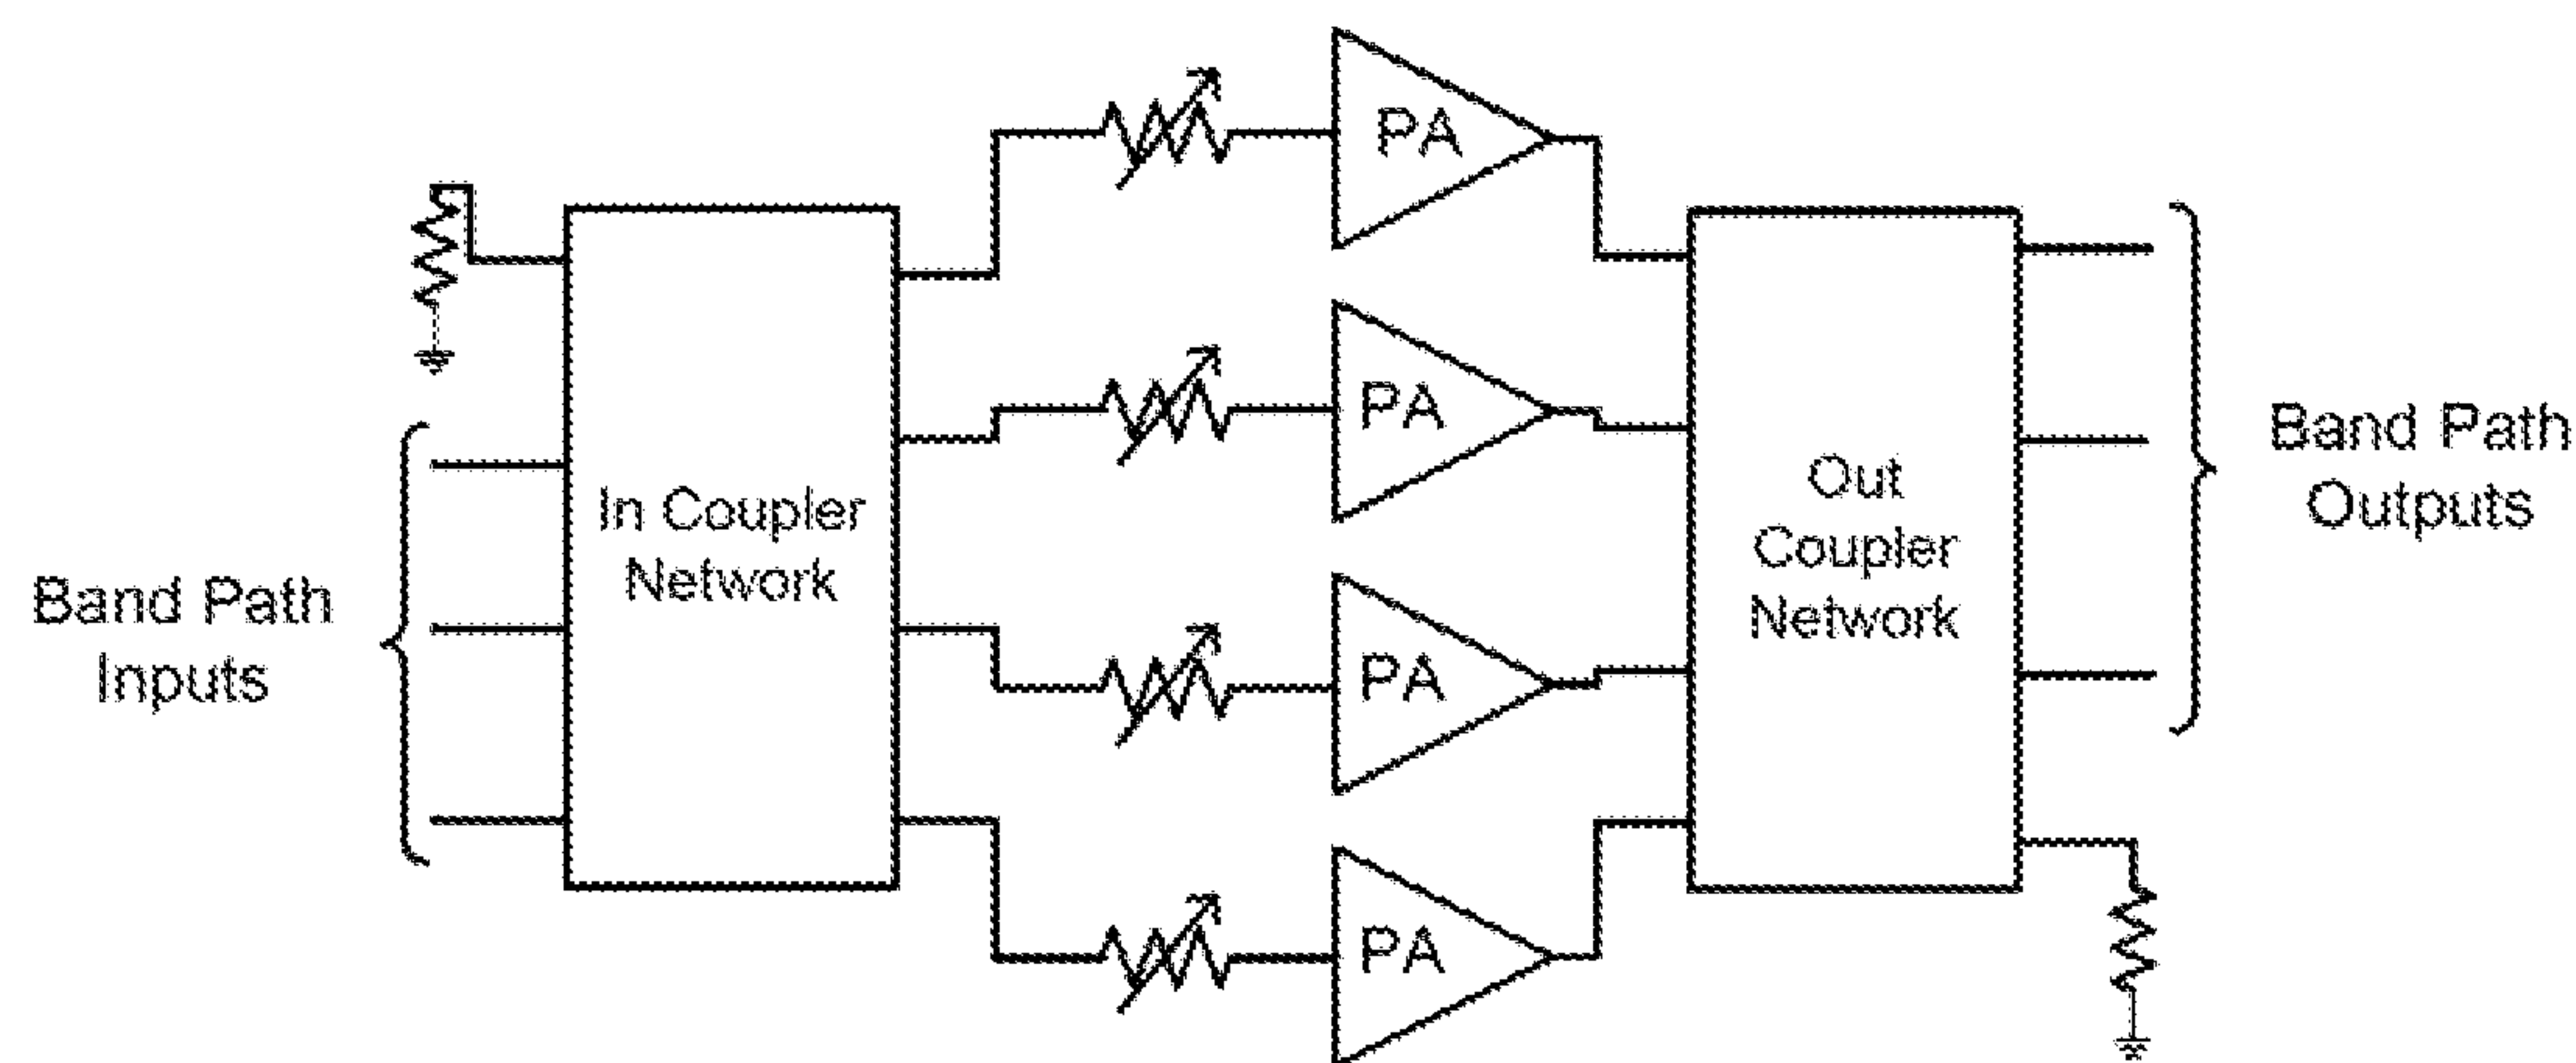 Band Path
Inputs
In Coupler
Network
PA
PA
PA
PA
Out
Coupler
Network
Band Path
Outputs